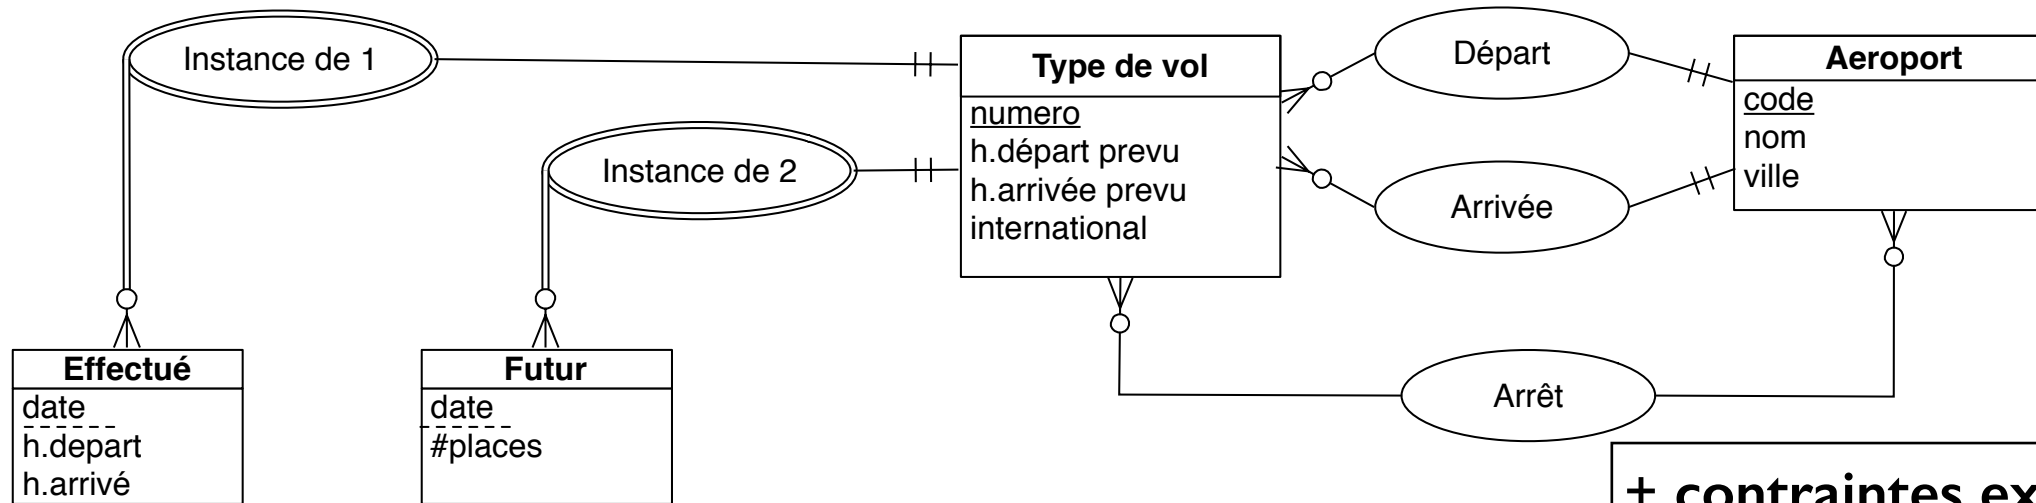 Instance de 1
Instance de 2
Type de vol
numero
h.départ prevu
h.arrivée prevu
international
Départ
Arrivée
Aeroport
code
nom
ville
Effectué
date
h.depart
h.arrivé
Futur
date
#places
Arrêt
+ contraintes ex